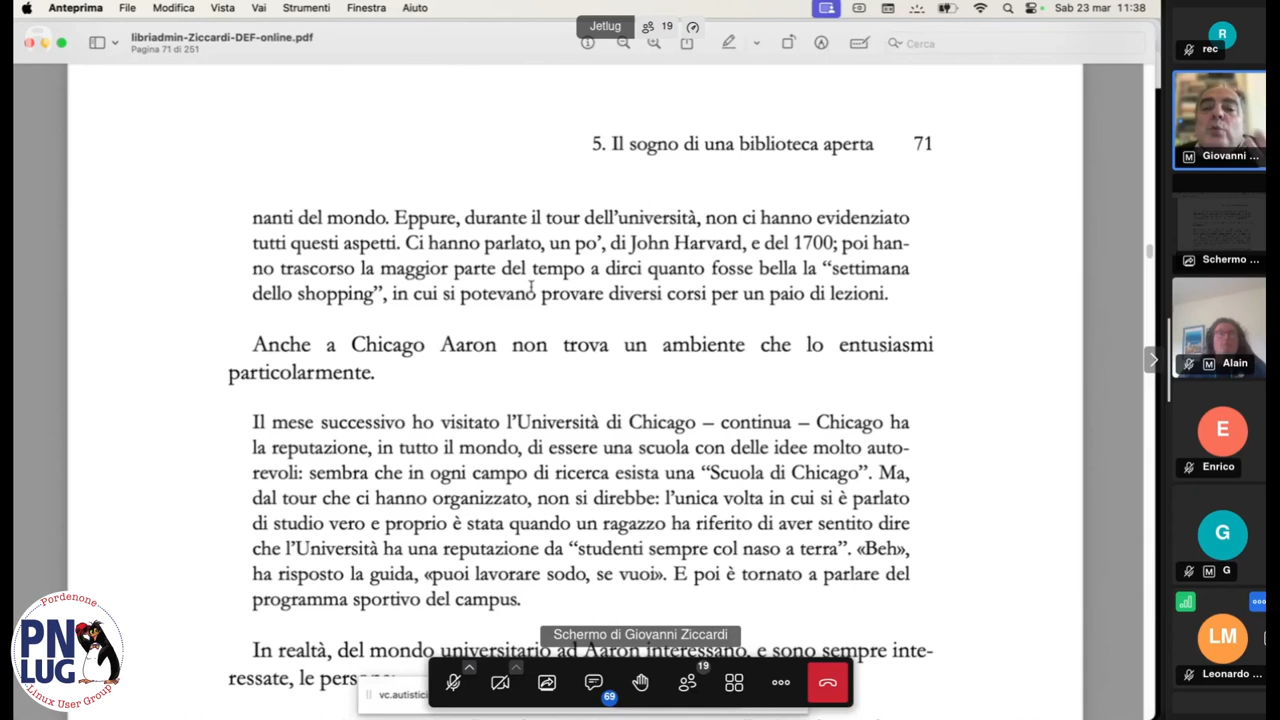 Anteprima File Modifica Vista Vai Strumenti Finestra Aiuto Sab 23 mar 11:38
Jetlug 19
libriadmin-Ziccardi-DEF-online.pdf
Pagina 71 di 251
Cerca
5. Il sogno di una biblioteca aperta 71
nanti del mondo. Eppure, durante il tour dell’università, non ci hanno evidenziato
tutti questi aspetti. Ci hanno parlato, un po’, di John Harvard, e del 1700; poi han-
no trascorso la maggior parte del tempo a dirci quanto fosse bella la “settimana
dello shopping”, in cui si potevano provare diversi corsi per un paio di lezioni.
Anche a Chicago Aaron non trova un ambiente che lo entusiasmi
particolarmente.
Il mese successivo ho visitato l’Università di Chicago – continua – Chicago ha
la reputazione, in tutto il mondo, di essere una scuola con delle idee molto auto-
revoli: sembra che in ogni campo di ricerca esista una “Scuola di Chicago”. Ma,
dal tour che ci hanno organizzato, non si direbbe: l’unica volta in cui si è parlato
di studio vero e proprio è stata quando un ragazzo ha riferito di aver sentito dire
che l’Università ha una reputazione da “studenti sempre col naso a terra”. «Beh»,
ha risposto la guida, «puoi lavorare sodo, se vuoi». E poi è tornato a parlare del
programma sportivo del campus.
In realtà, del mondo universitario ad Aaron interessano, e sono sempre inte-
ressate, le persone
Schermo di Giovanni Ziccardi
vc.autistici
19
69
R
rec
M Giovanni ...
Schermo ...
M Alain
E
Enrico
G
M G
LM
Leonardo ...
Pordenone
PN
LUG
Linux User Group